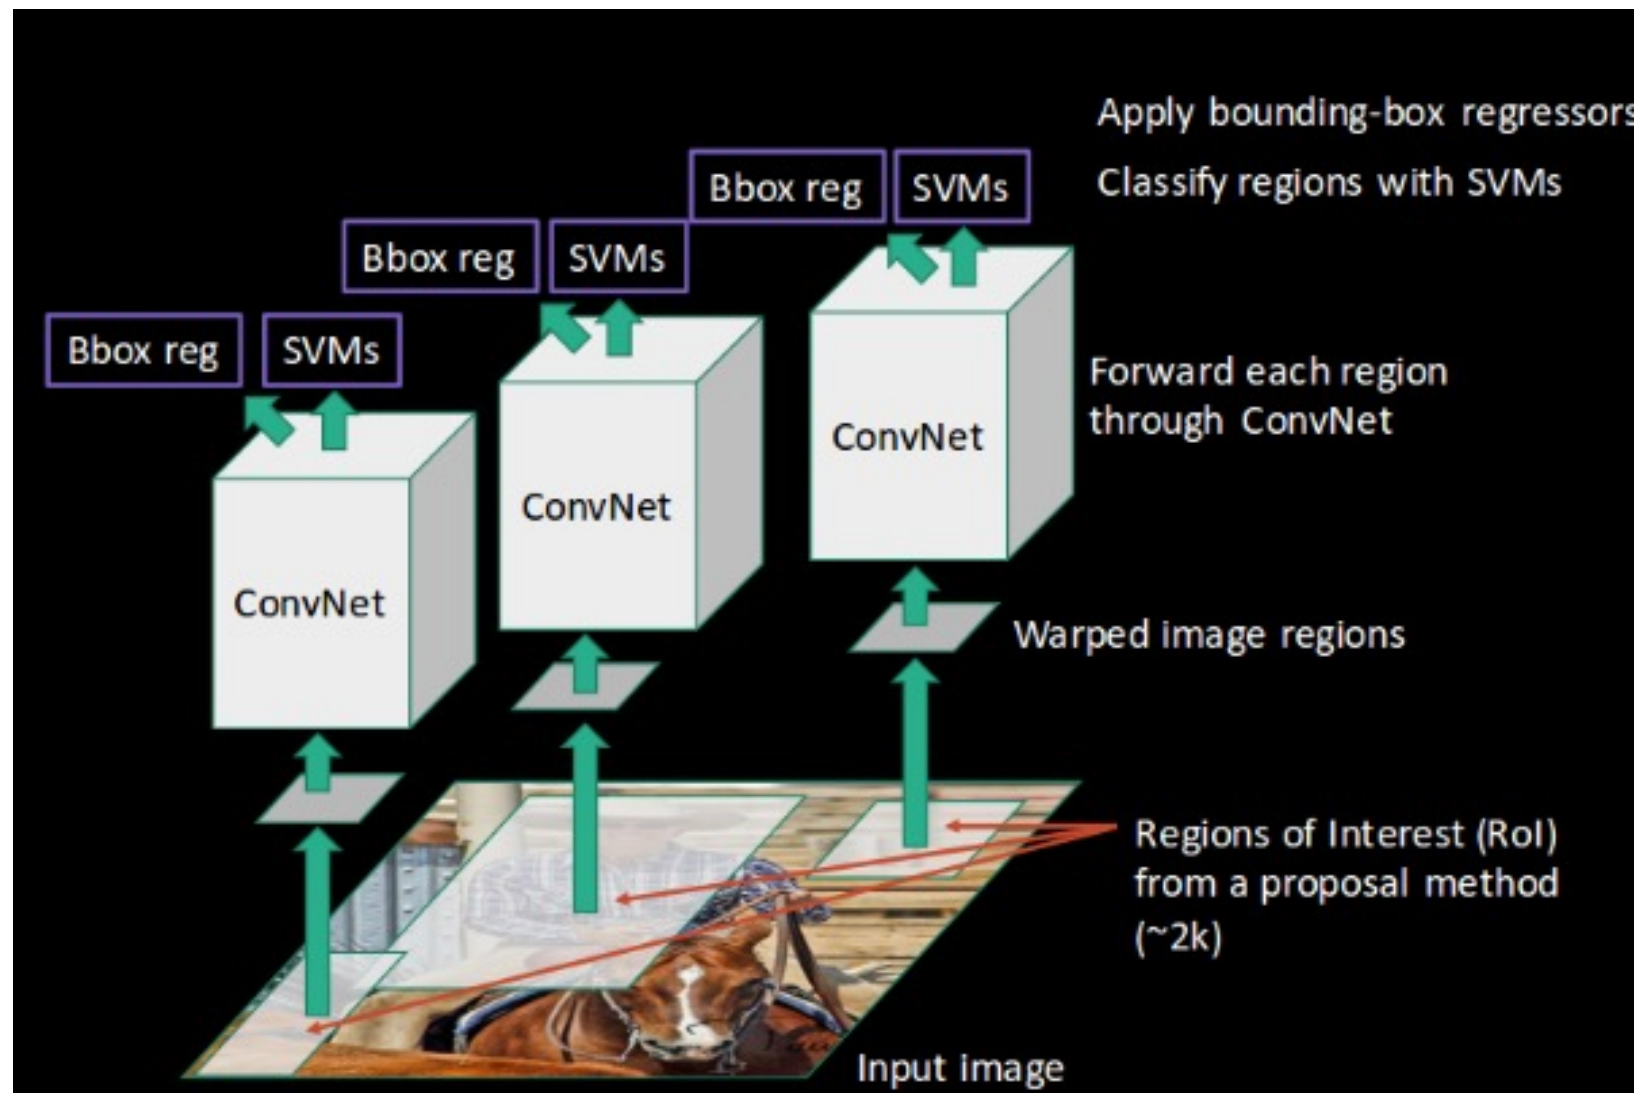 Apply bounding-box regressors
Bbox reg SVMs
Classify regions with SVMs
Bbox reg SVMs
Bbox reg SVMs
Forward each region
through ConvNet
ConvNet
ConvNet
ConvNet
Warped image regions
Regions of Interest (RoI)
from a proposal method
(~2k)
Input image